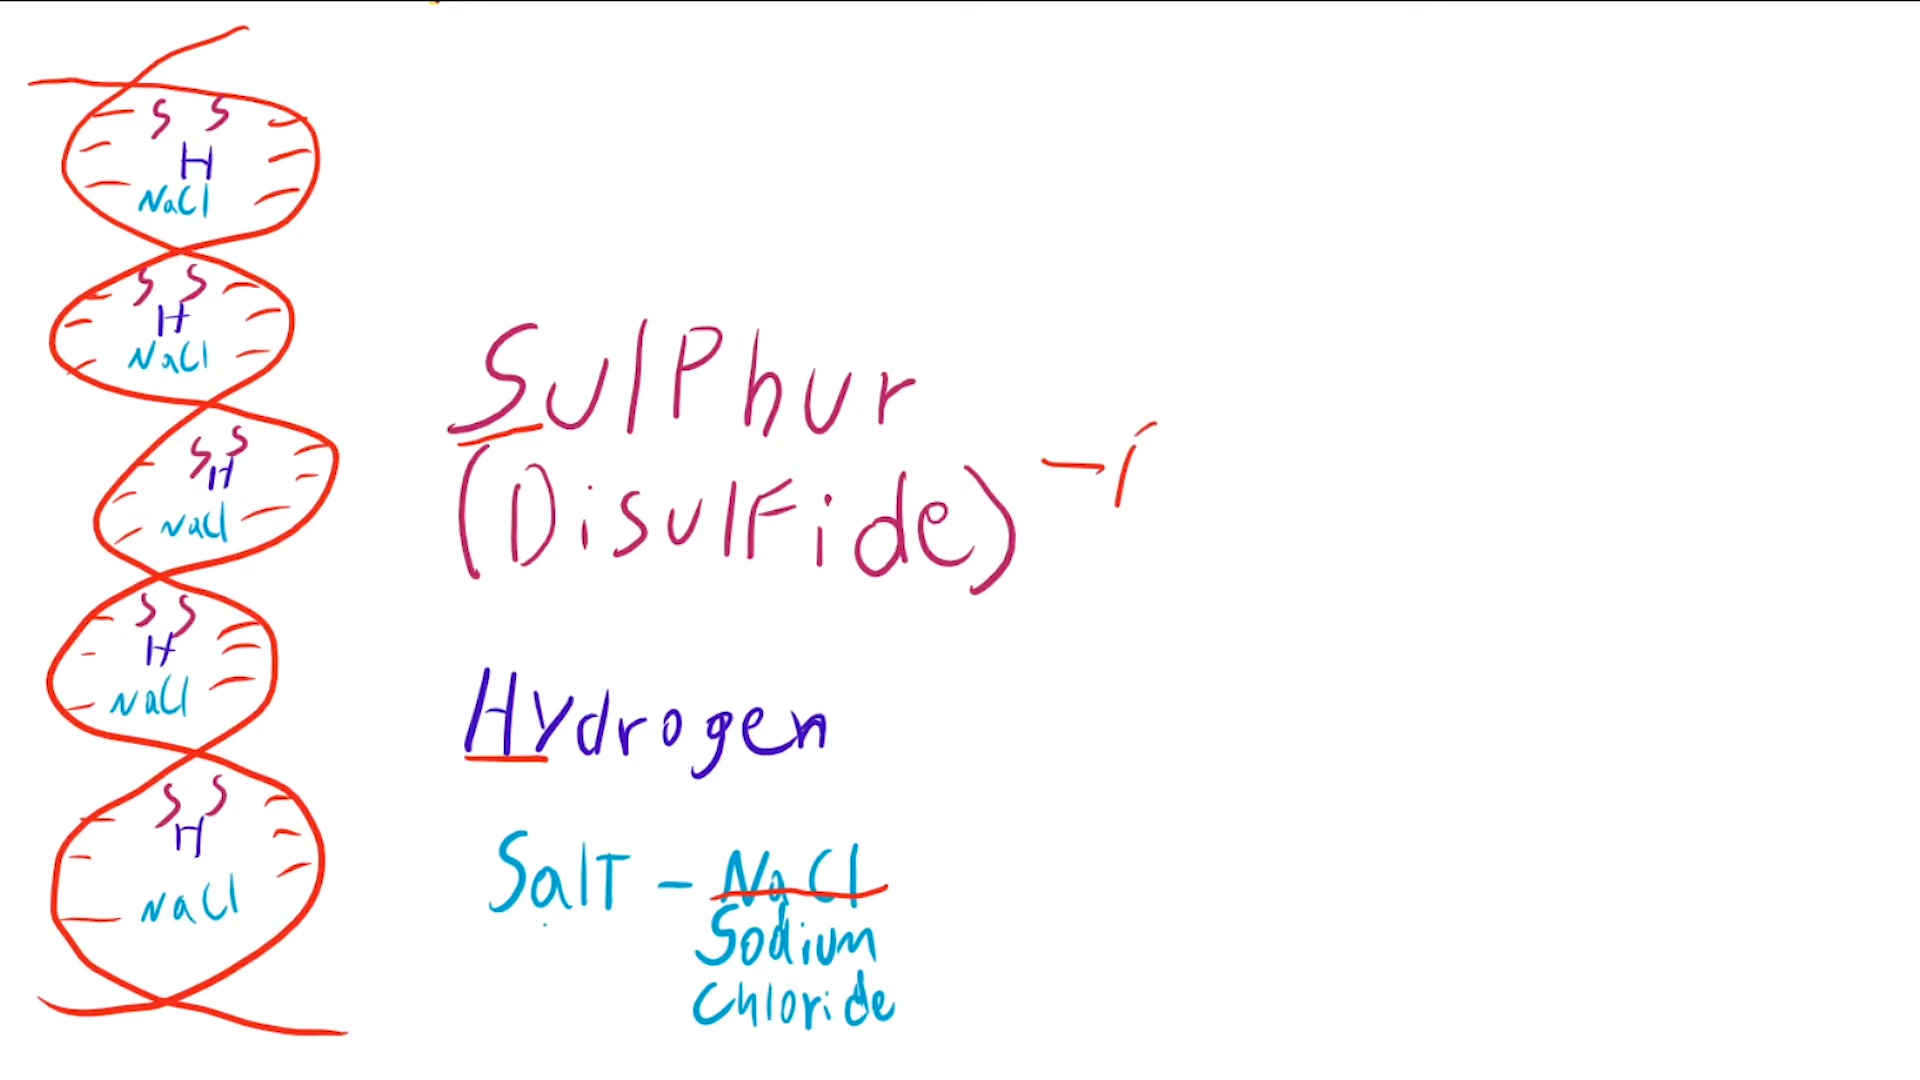 S S
H
NaCl
S S
H
NaCl
S S
H
NaCl
S S
H
NaCl
S S
H
NaCl
SulPhur
(DisulFide) -
Hydrogen
SalT - NaCl
Sodium
Chloride